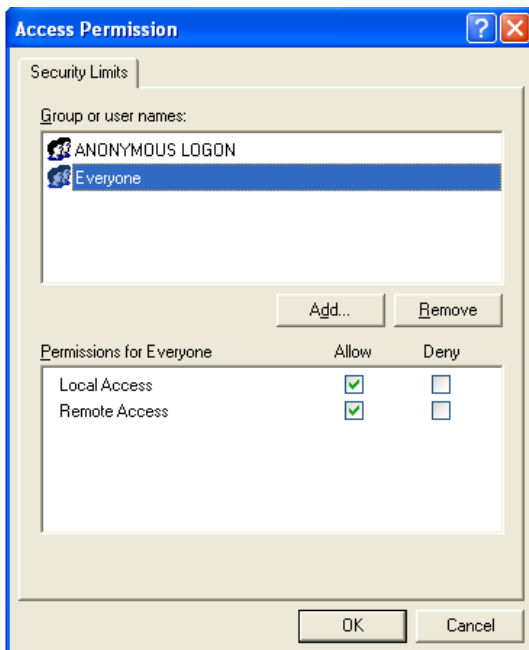 Access Permission
Security Limits
Group or user names:
ANONYMOUS LOGON
Everyone
Add... Remove
Permissions for Everyone Allow Deny
Local Access
Remote Access
OK Cancel